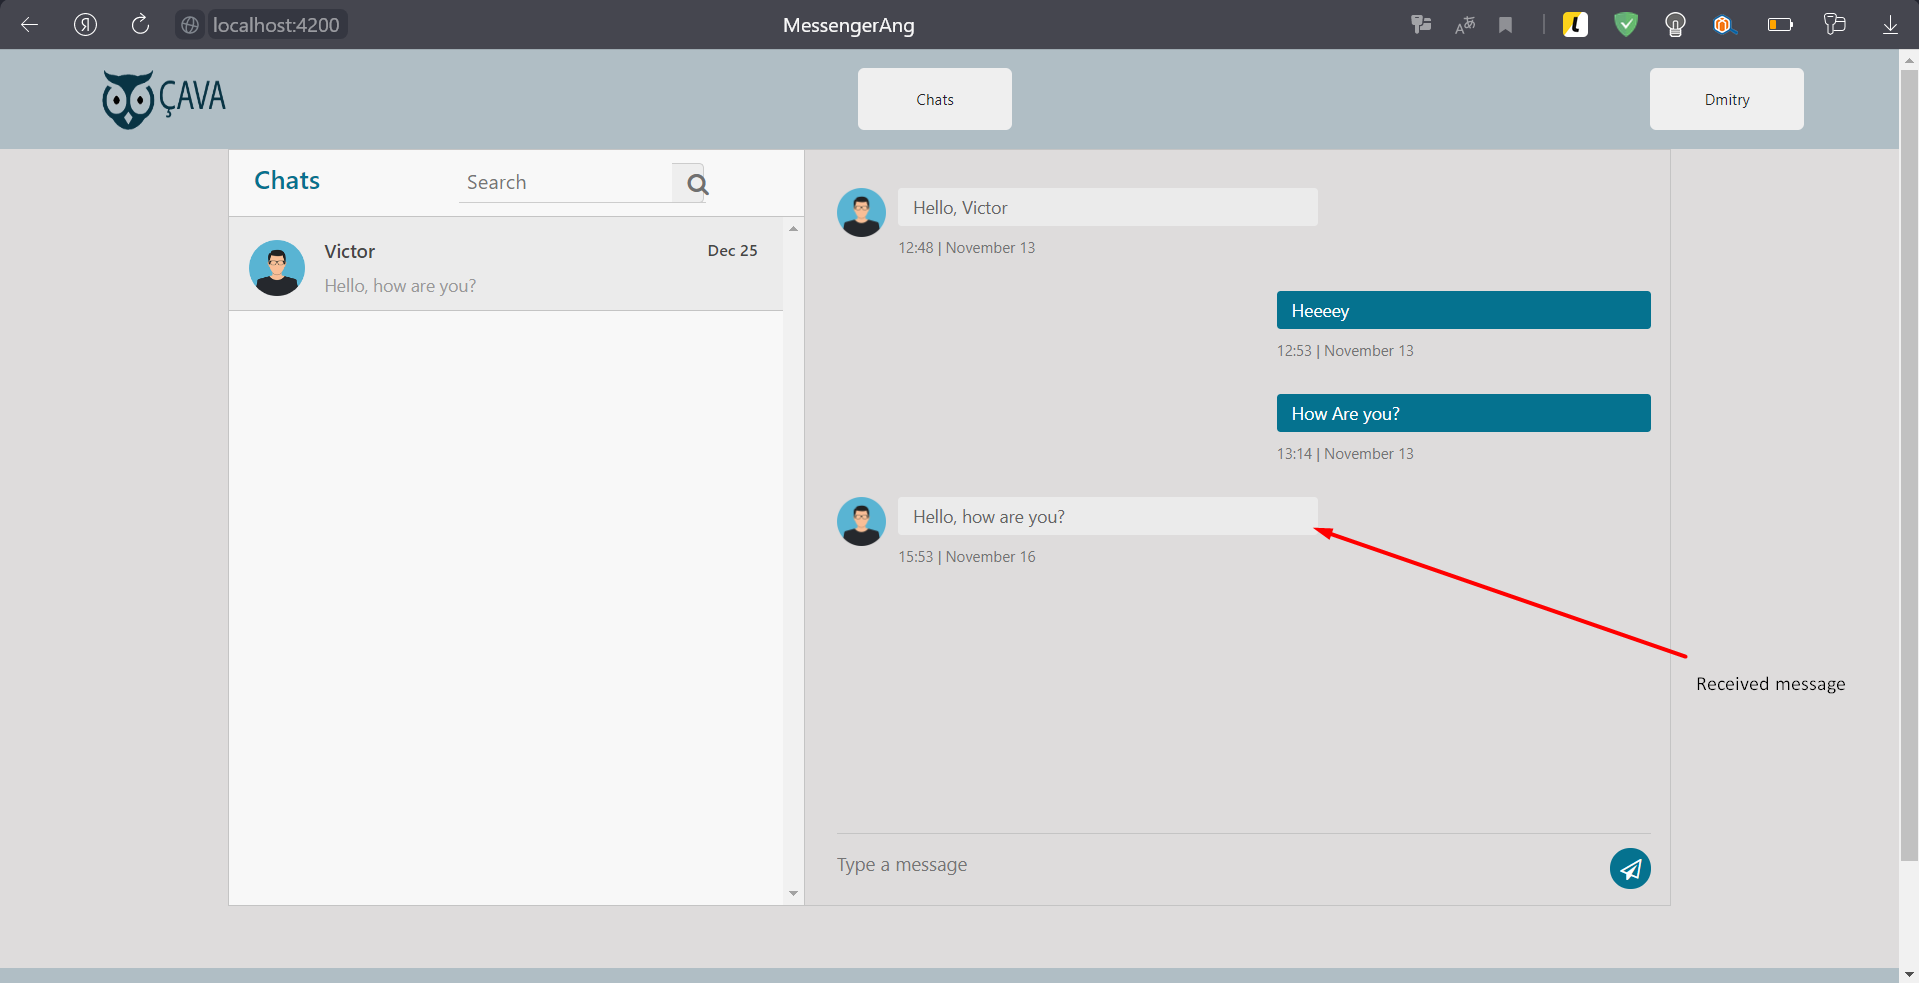 localhost:4200
MessengerAng
ÇAVA
Chats
Dmitry
Chats
Search
Victor
Dec 25
Hello, how are you?
Hello, Victor
12:48 | November 13
Heeeey
12:53 | November 13
How Are you?
13:14 | November 13
Hello, how are you?
15:53 | November 16
Received message
Type a message